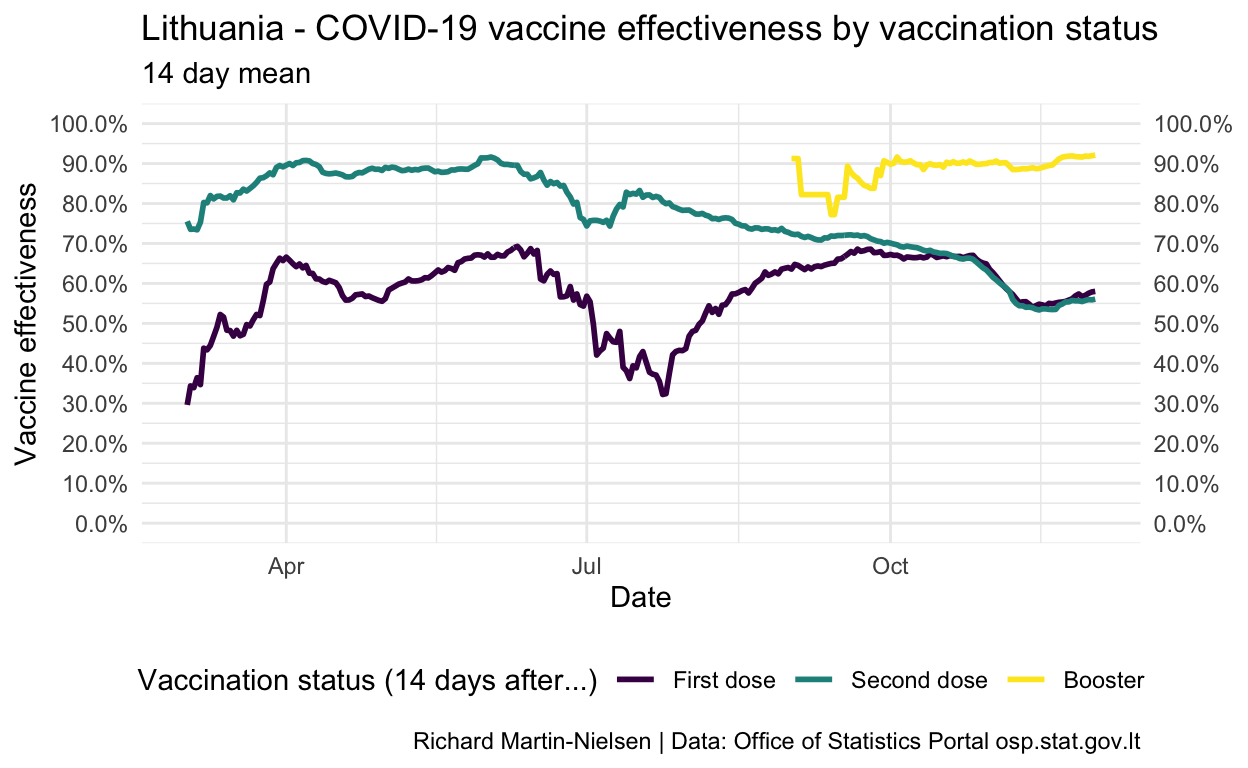 Lithuania - COVID-19 vaccine effectiveness by vaccination status
14 day mean
100.0% 100.0%
90.0% 90.0%
80.0% 80.0%
70.0% 70.0%
60.0% 60.0%
50.0% 50.0%
40.0% 40.0%
30.0% 30.0%
20.0% 20.0%
10.0% 10.0%
0.0% 0.0%
Vaccine effectiveness
Apr Jul Oct
Date
Vaccination status (14 days after...) First dose Second dose Booster
Richard Martin-Nielsen | Data: Office of Statistics Portal osp.stat.gov.lt